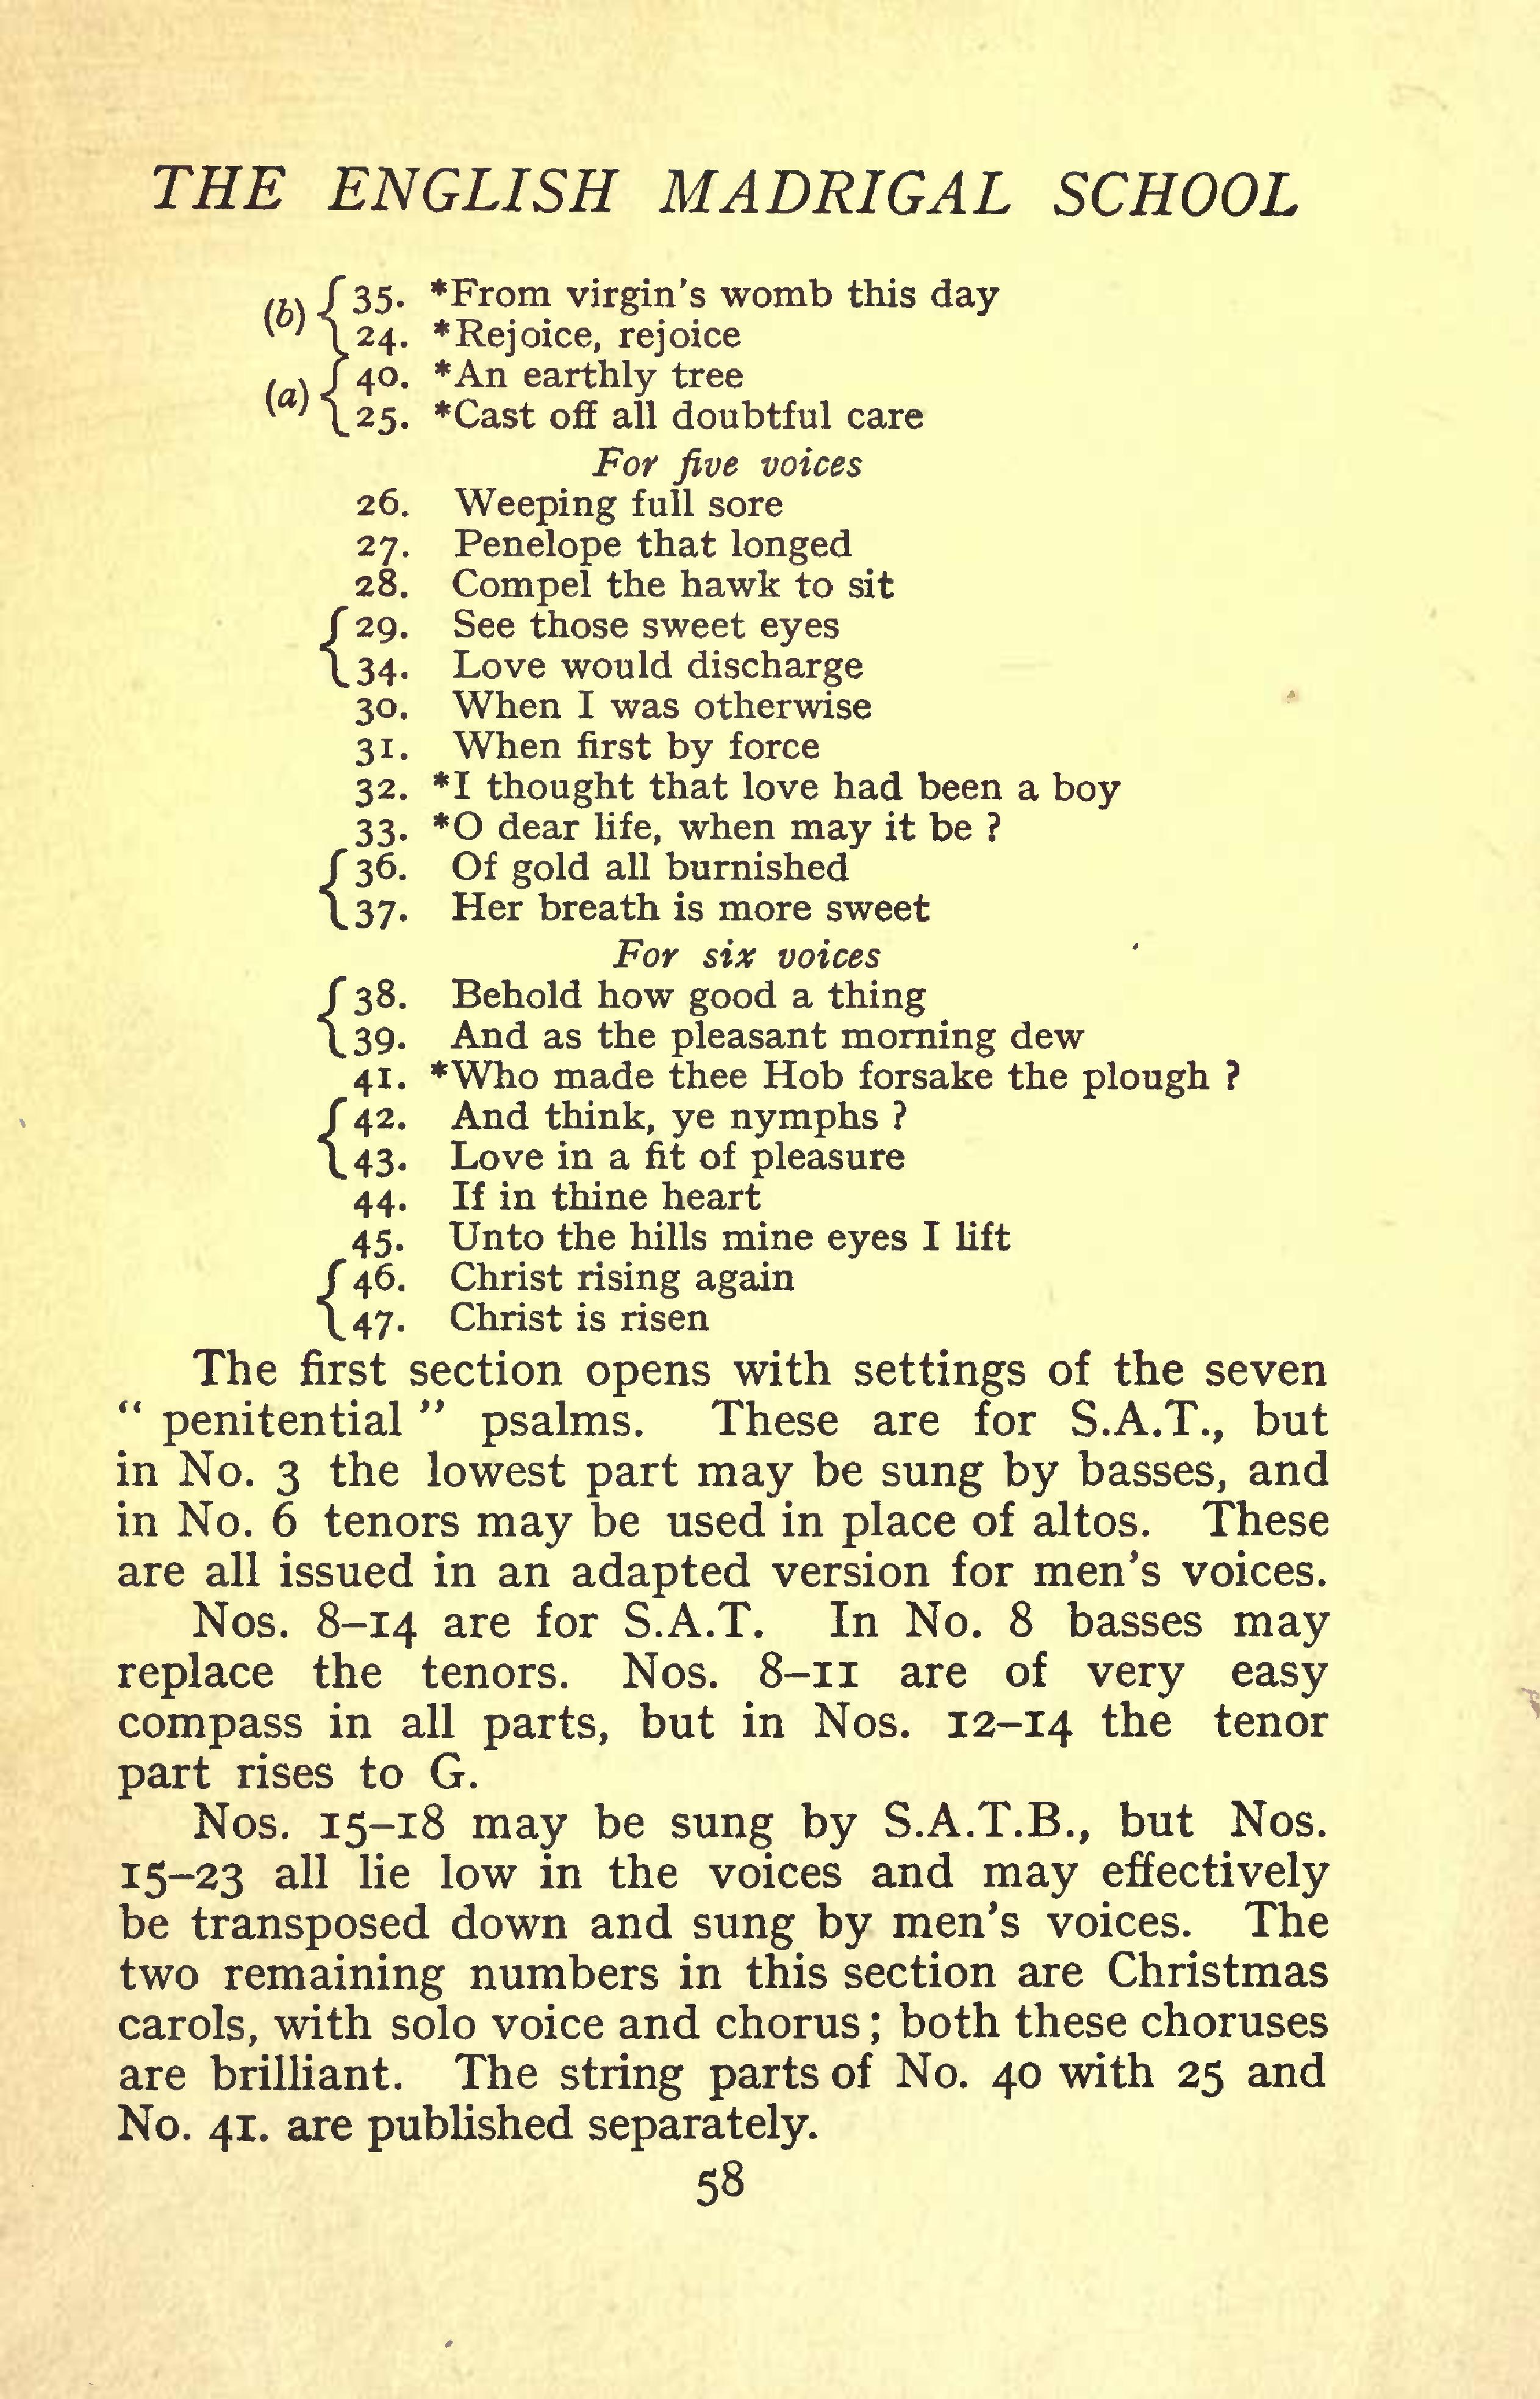 THE ENGLISH MADRIGAL SCHOOL
(b) { 35. *From virgin's womb this day
24. *Rejoice, rejoice
(a) { 40. *An earthly tree
25. *Cast off all doubtful care
For five voices
26. Weeping full sore
27. Penelope that longed
28. Compel the hawk to sit
{ 29. See those sweet eyes
34. Love would discharge
30. When I was otherwise
31. When first by force
32. *I thought that love had been a boy
33. *O dear life, when may it be ?
{ 36. Of gold all burnished
37. Her breath is more sweet
For six voices
{ 38. Behold how good a thing
39. And as the pleasant morning dew
41. *Who made thee Hob forsake the plough ?
{ 42. And think, ye nymphs ?
43. Love in a fit of pleasure
44. If in thine heart
45. Unto the hills mine eyes I lift
{ 46. Christ rising again
47. Christ is risen
The first section opens with settings of the seven
“ penitential ” psalms. These are for S.A.T., but
in No. 3 the lowest part may be sung by basses, and
in No. 6 tenors may be used in place of altos. These
are all issued in an adapted version for men's voices.
Nos. 8–14 are for S.A.T. In No. 8 basses may
replace the tenors. Nos. 8–11 are of very easy
compass in all parts, but in Nos. 12–14 the tenor
part rises to G.
Nos. 15–18 may be sung by S.A.T.B., but Nos.
15–23 all lie low in the voices and may effectively
be transposed down and sung by men's voices. The
two remaining numbers in this section are Christmas
carols, with solo voice and chorus ; both these choruses
are brilliant. The string parts of No. 40 with 25 and
No. 41. are published separately.
58